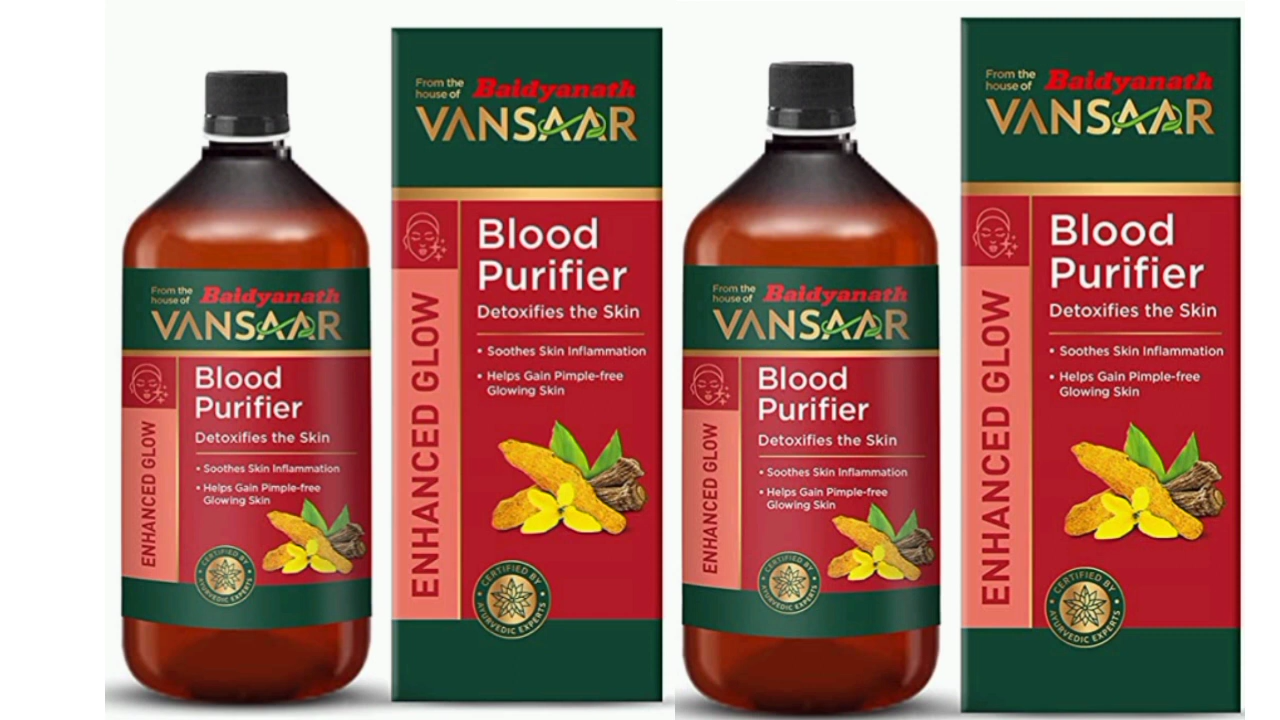 From the
house of Baidyanath
VANSAAR
Blood
Purifier
Detoxifies the Skin
• Soothes Skin Inflammation
• Helps Gain Pimple-free
Glowing Skin
ENHANCED GLOW
CERTIFIED BY
AYURVEDIC EXPERTS
From the
house of Baidyanath
VANSAAR
Blood
Purifier
Detoxifies the Skin
• Soothes Skin Inflammation
• Helps Gain Pimple-free
Glowing Skin
ENHANCED GLOW
CERTIFIED BY
AYURVEDIC EXPERTS
From the
house of Baidyanath
VANSAAR
Blood
Purifier
Detoxifies the Skin
• Soothes Skin Inflammation
• Helps Gain Pimple-free
Glowing Skin
ENHANCED GLOW
CERTIFIED BY
AYURVEDIC EXPERTS
From the
house of Baidyanath
VANSAAR
Blood
Purifier
Detoxifies the Skin
• Soothes Skin Inflammation
• Helps Gain Pimple-free
Glowing Skin
ENHANCED GLOW
CERTIFIED BY
AYURVEDIC EXPERTS